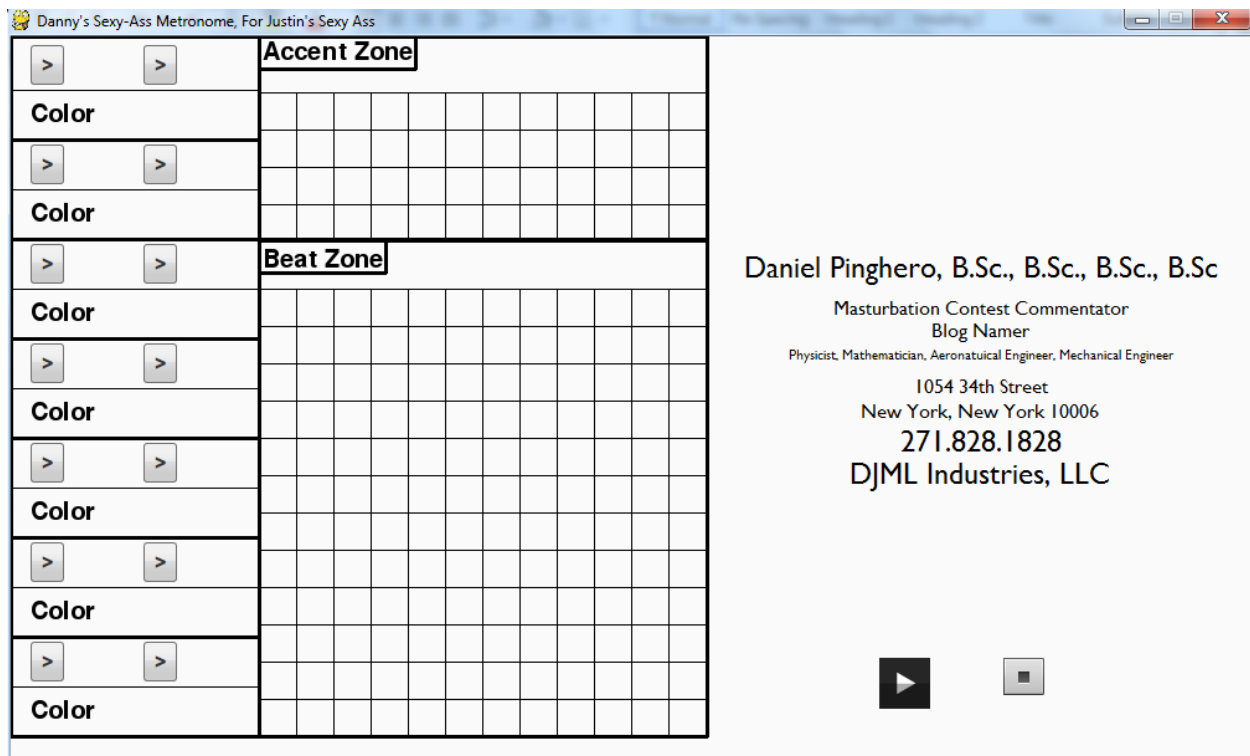 Danny's Sexy-Ass Metronome, For Justin's Sexy Ass
> >
Color
> >
Color
> >
Color
> >
Color
> >
Color
> >
Color
> >
Color
Accent Zone
Beat Zone
Daniel Pinghero, B.Sc., B.Sc., B.Sc., B.Sc
Masturbation Contest Commentator
Blog Namer
Physicist, Mathematician, Aeronatuical Engineer, Mechanical Engineer
1054 34th Street
New York, New York 10006
271.828.1828
DJML Industries, LLC